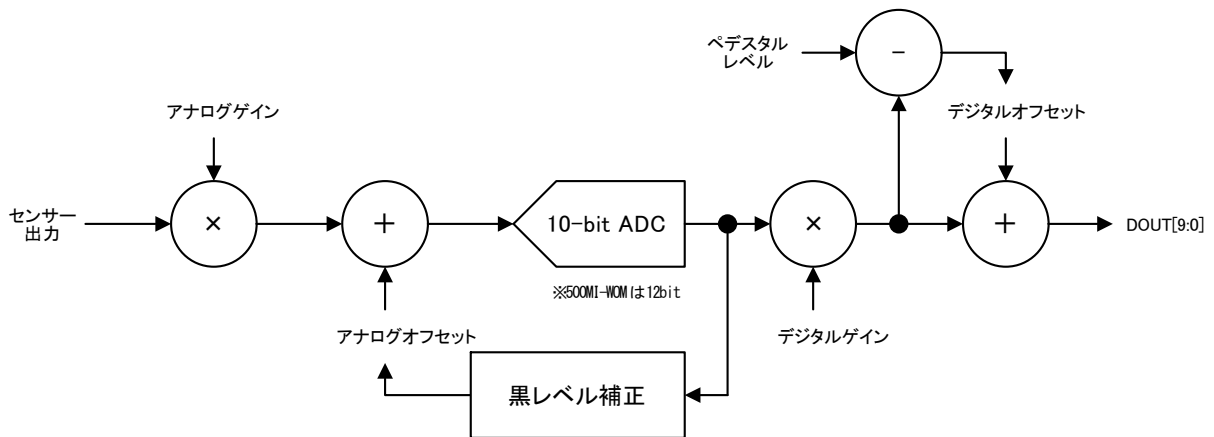 ペデスタル
レベル
−
アナログゲイン
デジタルオフセット
センサー
出力
×
+
10-bit ADC
×
+
DOUT[9:0]
※500MI-WOMは12bit
アナログオフセット
デジタルゲイン
黒レベル補正